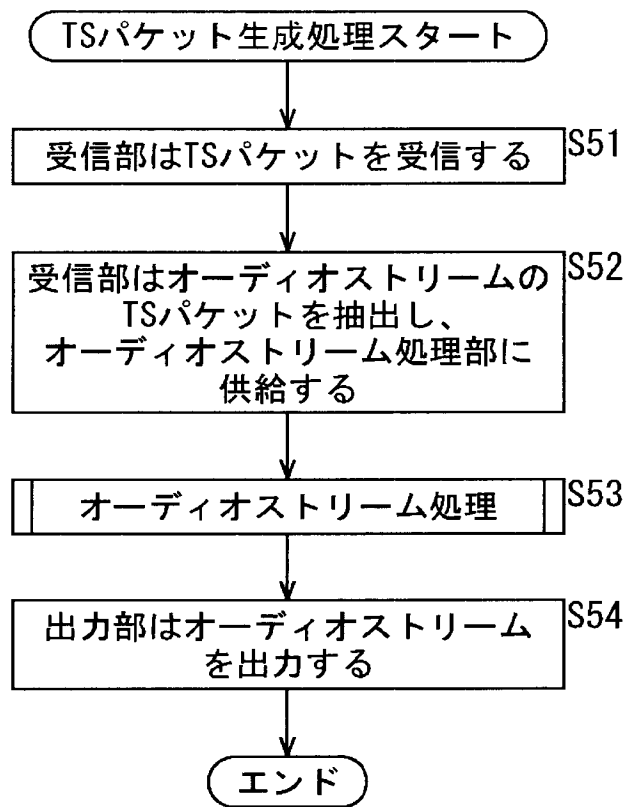 TSパケット生成処理スタート
受信部はTSパケットを受信する
S51
受信部はオーディオストリームの
TSパケットを抽出し、
オーディオストリーム処理部に
供給する
S52
オーディオストリーム処理
S53
出力部はオーディオストリーム
を出力する
S54
エンド